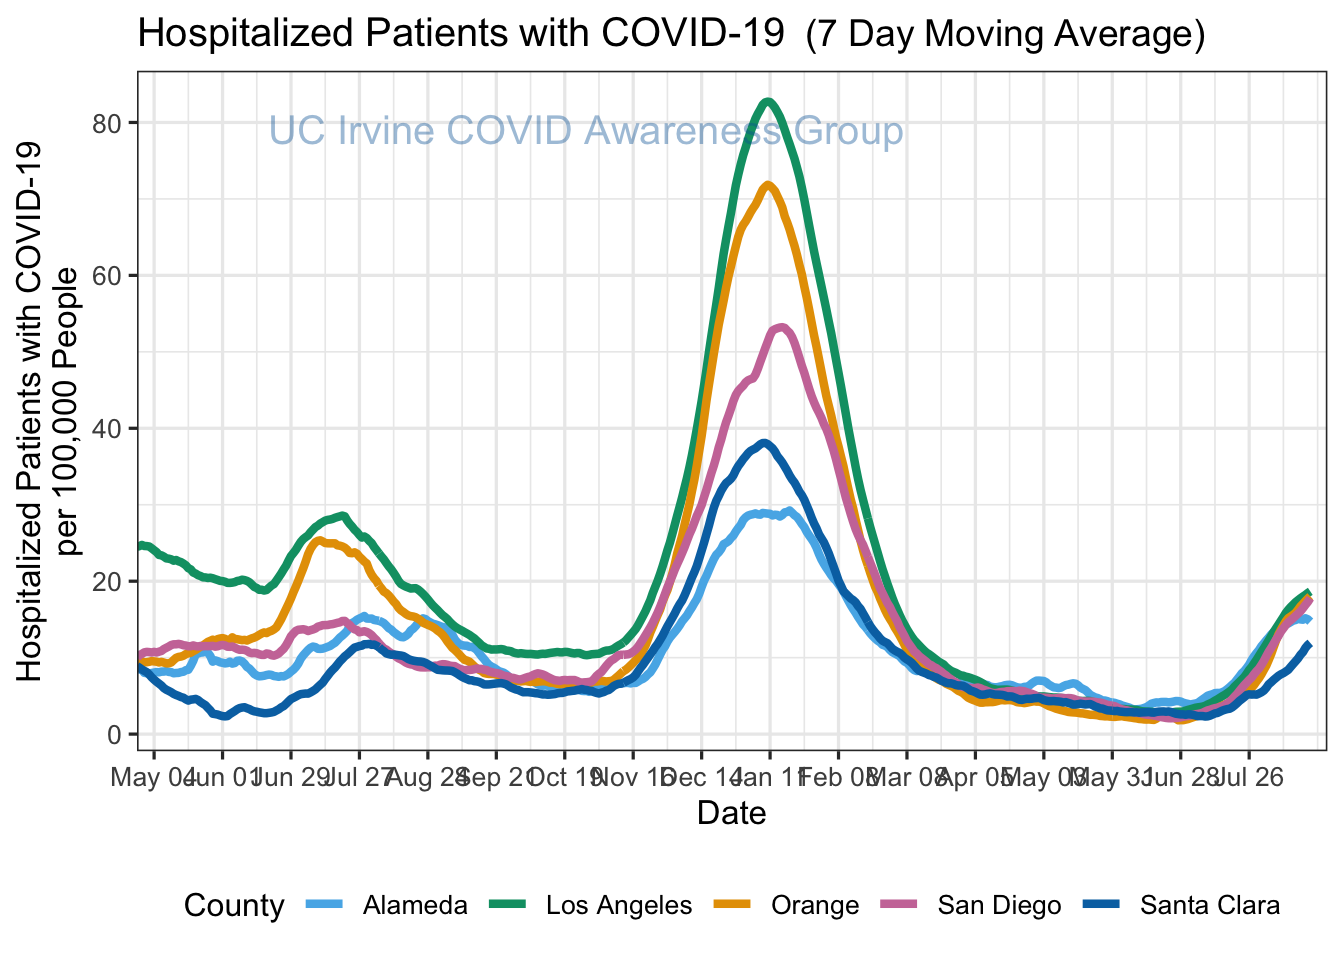 Hospitalized Patients with COVID-19 (7 Day Moving Average)
UC Irvine COVID Awareness Group
Hospitalized Patients with COVID-19
per 100,000 People
80
60
40
20
0
May 04 Jun 01 Jun 29 Jul 27 Aug 24 Sep 21 Oct 19 Nov 16 Dec 14 Jan 11 Feb 08 Mar 08 Apr 05 May 03 May 31 Jun 28 Jul 26
Date
County Alameda Los Angeles Orange San Diego Santa Clara